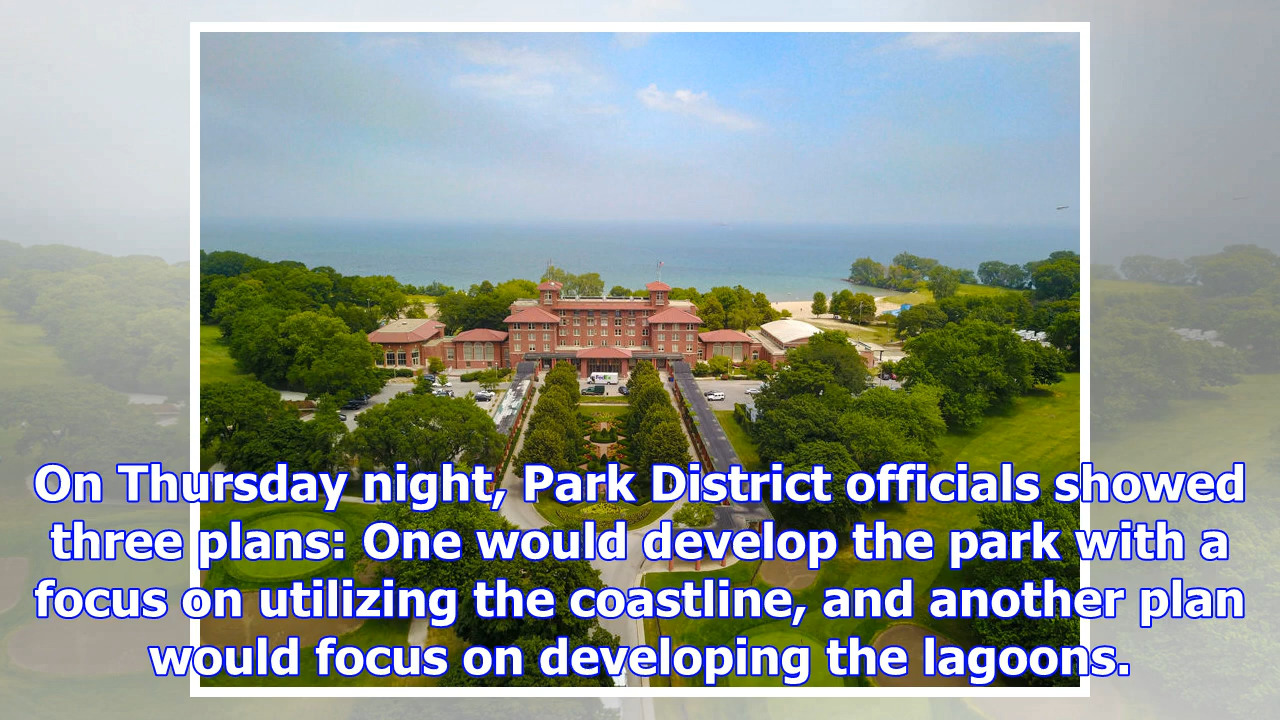 FedEx
On Thursday night, Park District officials showed
three plans: One would develop the park with a
focus on utilizing the coastline, and another plan
would focus on developing the lagoons.